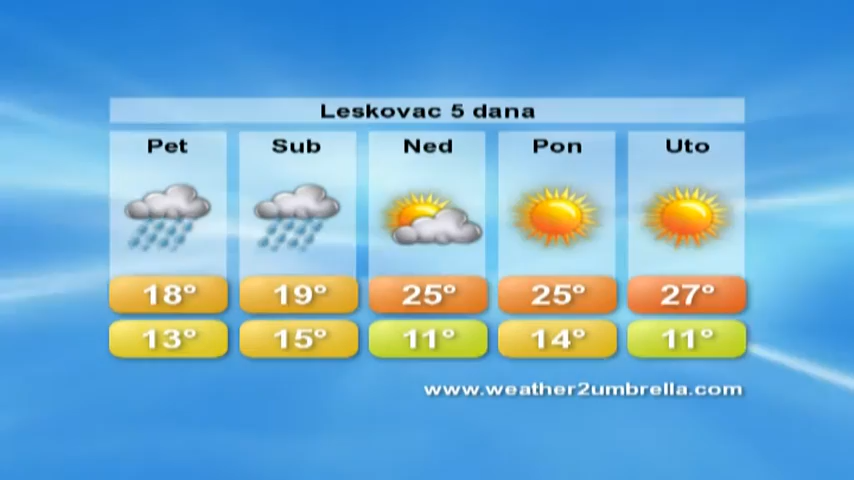 Leskovac 5 dana
Pet Sub Ned Pon Uto
18° 19° 25° 25° 27°
13° 15° 11° 14° 11°
www.weather2umbrella.com